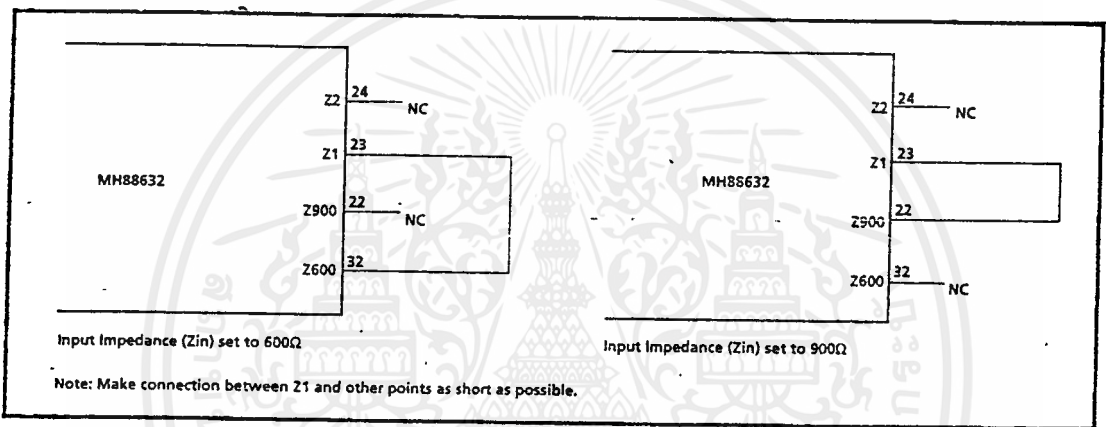 Z2 24 NC
Z1 23
MH88632
Z900 22 NC
Z600 32
Input Impedance (Zin) set to 600Ω
Z2 24 NC
Z1 23
MH88632
Z900 22
Z600 32 NC
Input Impedance (Zin) set to 900Ω
Note: Make connection between Z1 and other points as short as possible.